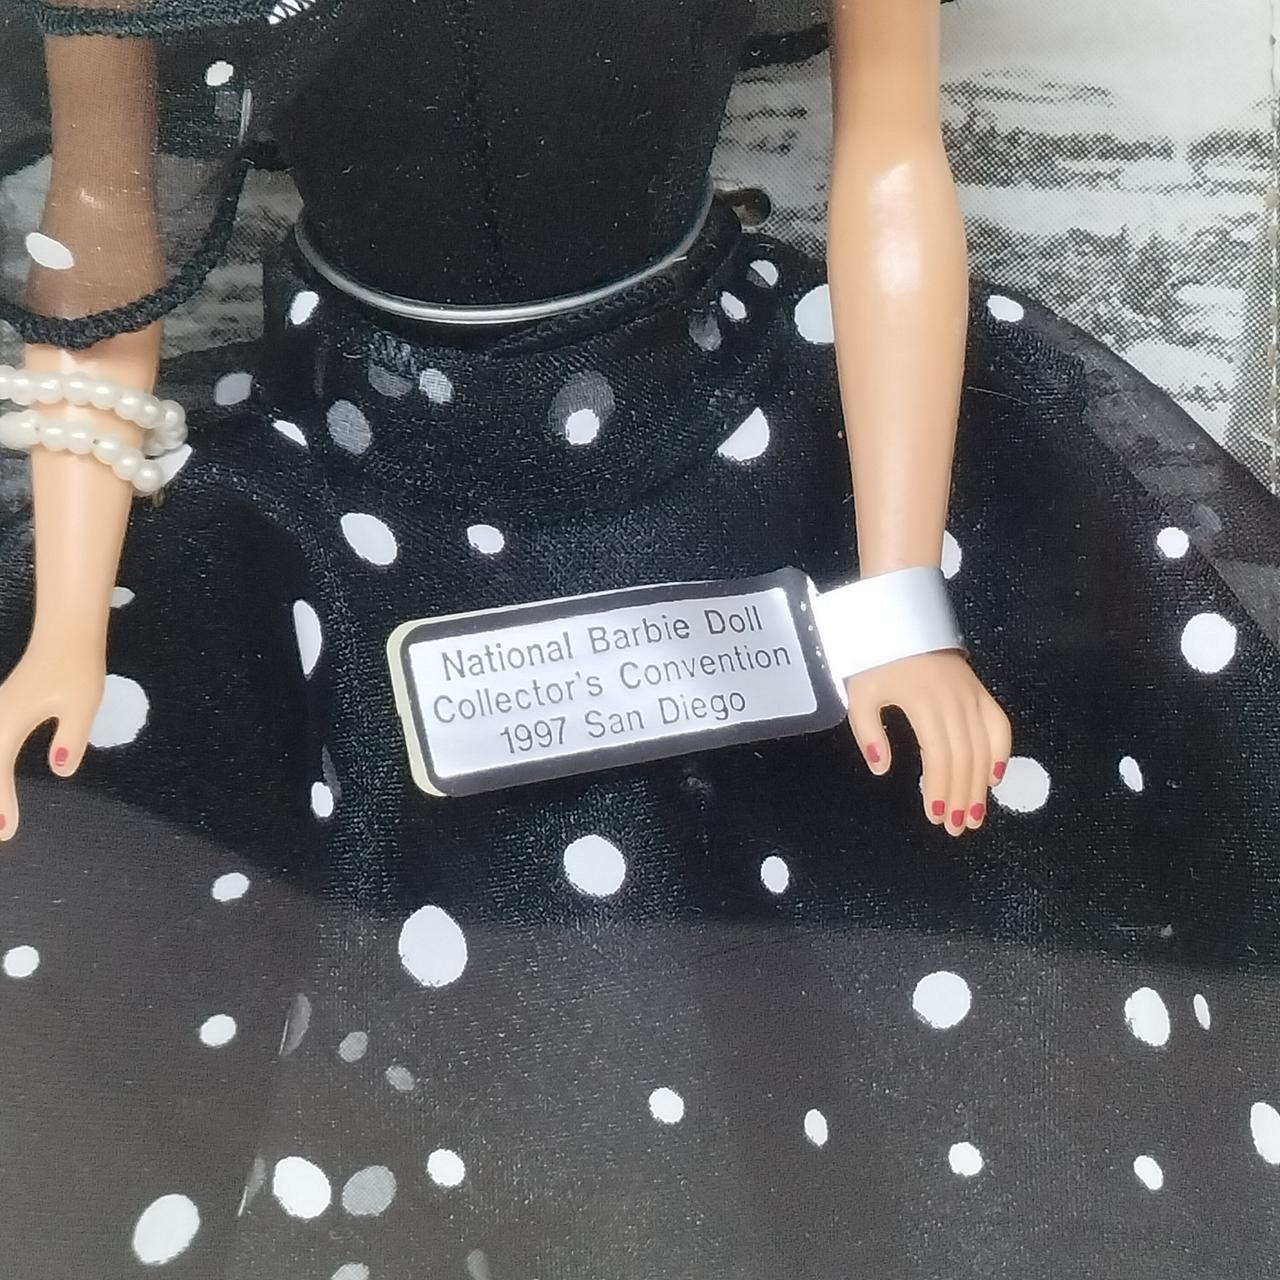 National Barbie Doll
Collector's Convention
1997 San Diego